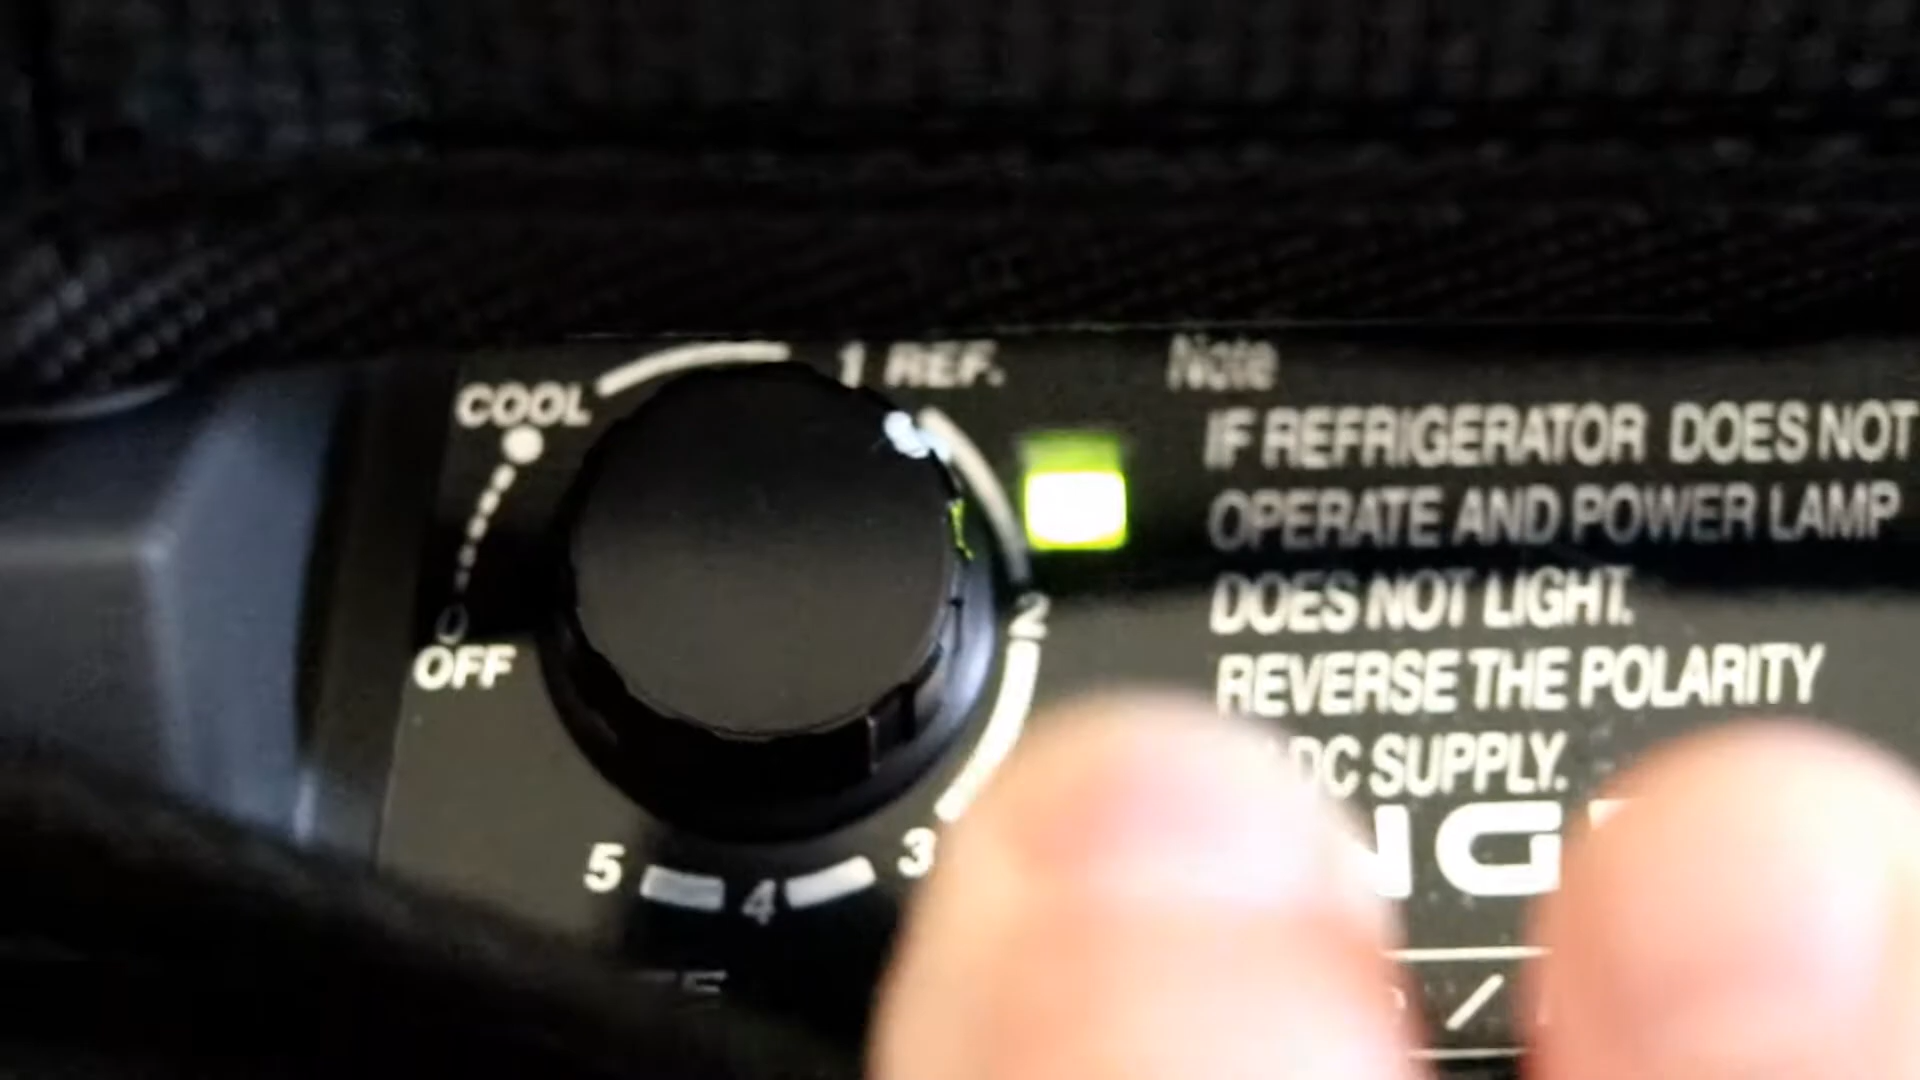 COOL
1 REF.
OFF
2
3
4
5
Note
IF REFRIGERATOR DOES NOT
OPERATE AND POWER LAMP
DOES NOT LIGHT.
REVERSE THE POLARITY
DC SUPPLY.
NG